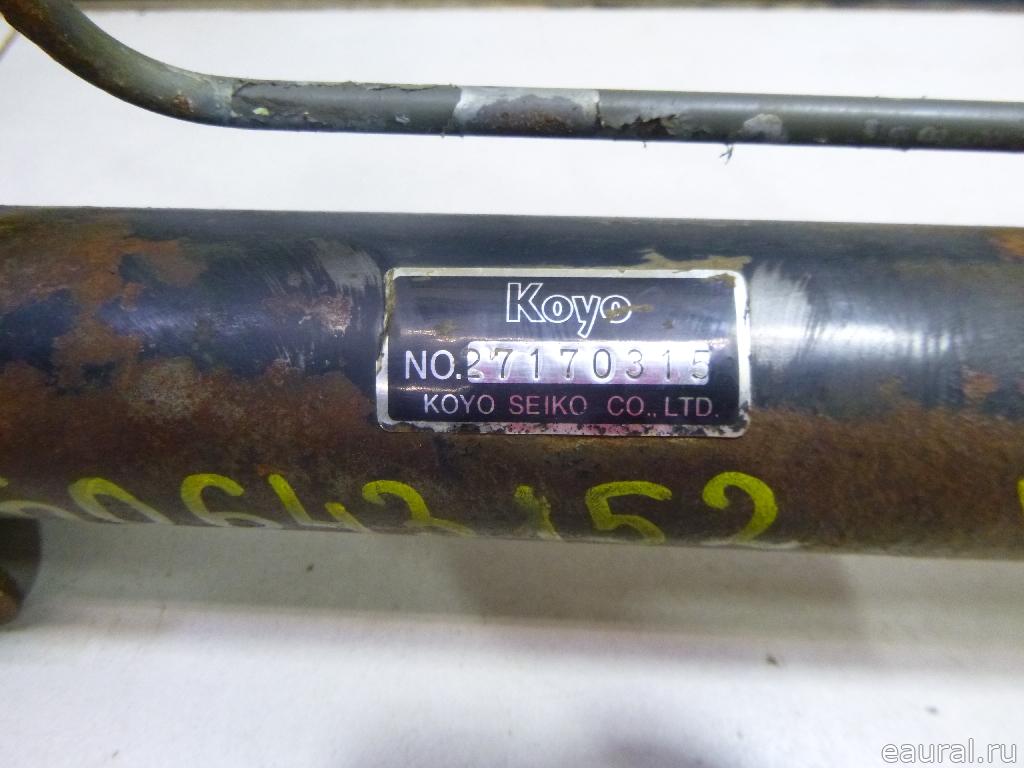 Koyo
NO.27170315
KOYO SEIKO CO.,LTD.
eaural.ru